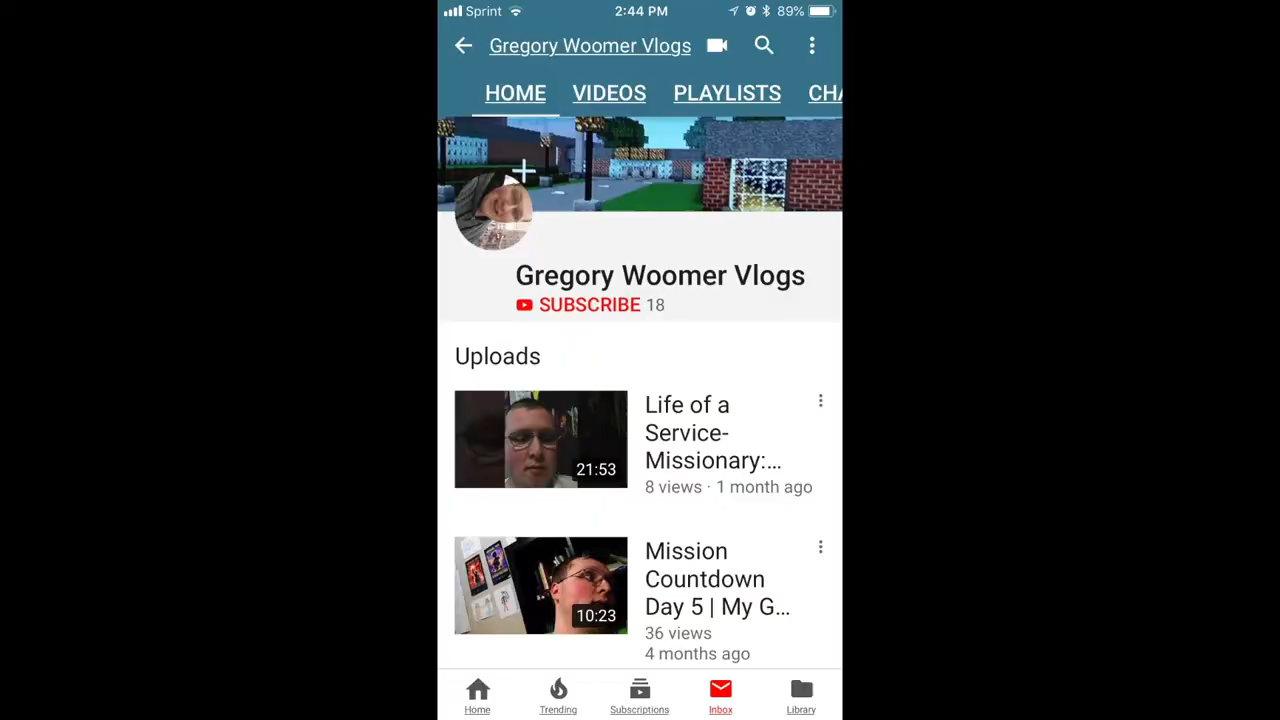 Sprint 2:44 PM 89%
Gregory Woomer Vlogs
HOME VIDEOS PLAYLISTS CHA
Gregory Woomer Vlogs
SUBSCRIBE 18
Uploads
21:53
Life of a
Service-
Missionary:...
8 views · 1 month ago
10:23
Mission
Countdown
Day 5 | My G...
36 views
4 months ago
Home Trending Subscriptions Inbox Library